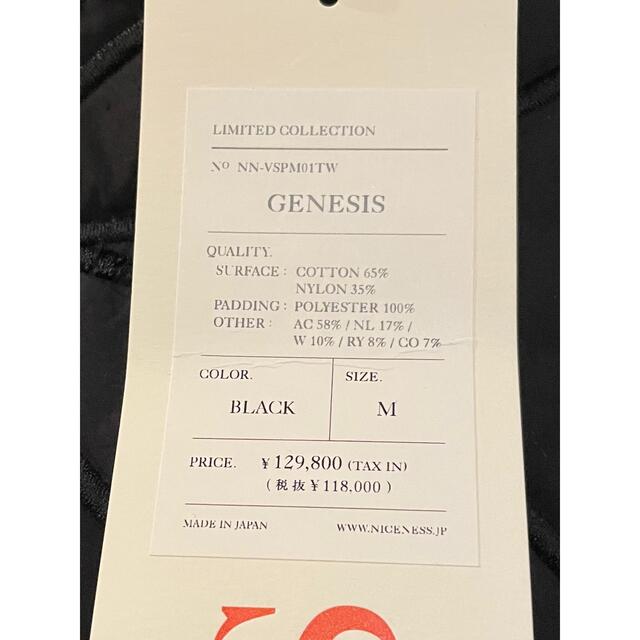 LIMITED COLLECTION
Nº NN-VSPM01TW
GENESIS
QUALITY.
SURFACE : COTTON 65%
NYLON 35%
PADDING : POLYESTER 100%
OTHER : AC 58% / NL 17% /
W 10% / RY 8% / CO 7%
COLOR. SIZE.
BLACK M
PRICE. ¥ 129,800 (TAX IN)
( 税抜 ¥ 118,000 )
MADE IN JAPAN WWW.NICENESS.JP